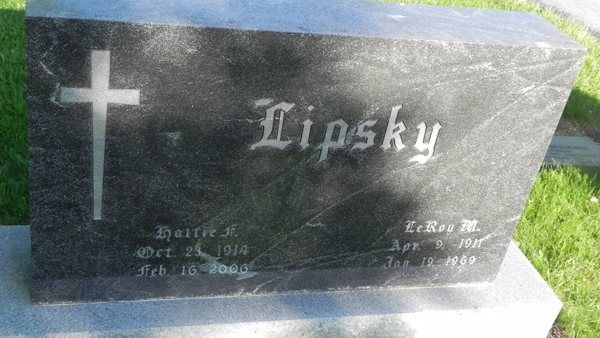 Lipsky
Hattie F.
Oct. 23, 1914
Feb. 16, 2006
LeRoy M.
Apr. 9, 1911
Jan. 19, 1969